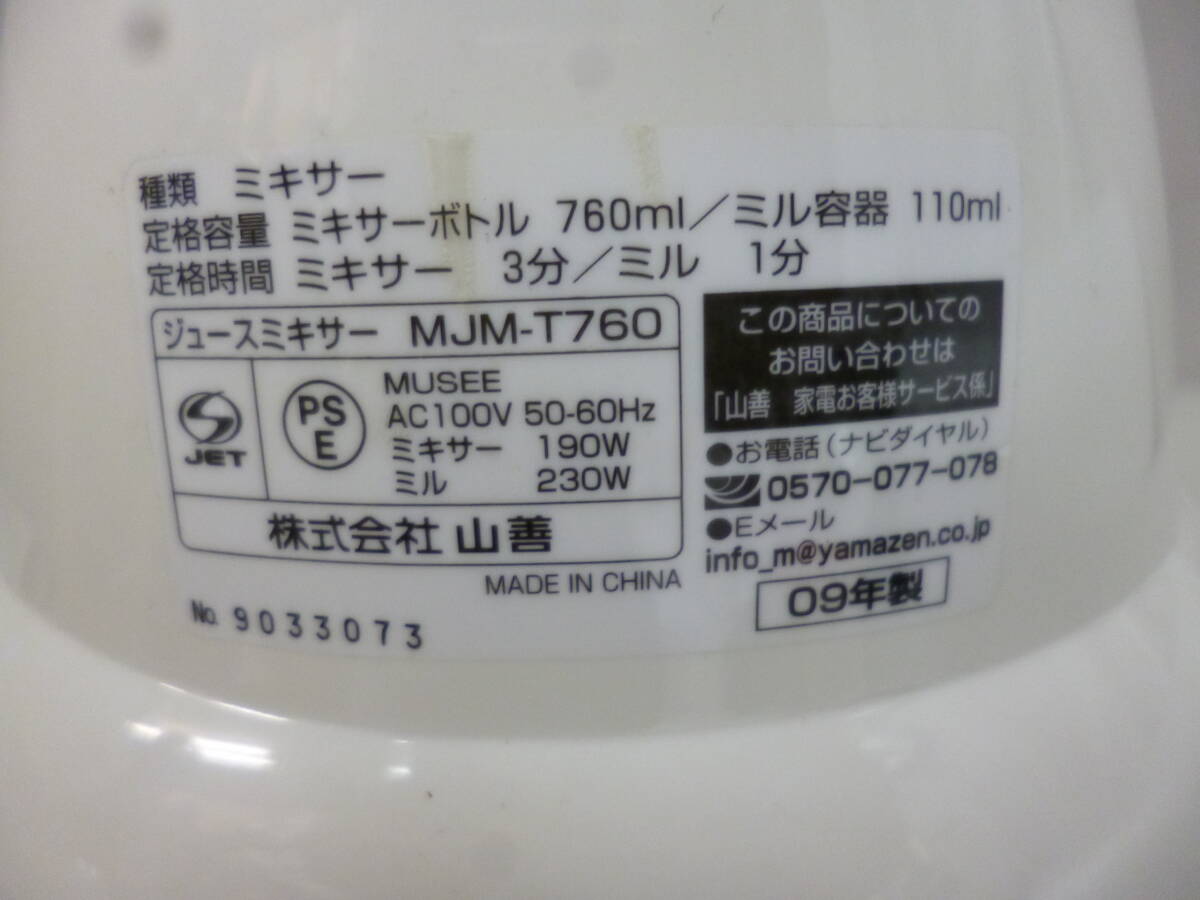 種類 ミキサー
定格容量 ミキサーボトル 760ml／ミル容器 110ml
定格時間 ミキサー 3分／ミル 1分
ジュースミキサー MJM-T760
JET
PS
E
MUSEE
AC100V 50-60Hz
ミキサー 190W
ミル 230W
株式会社 山善
MADE IN CHINA
No. 9033073
この商品についての
お問い合わせは
「山善 家電お客様サービス係」
●お電話（ナビダイヤル）
0570-077-078
●Eメール
info_m@yamazen.co.jp
09年製